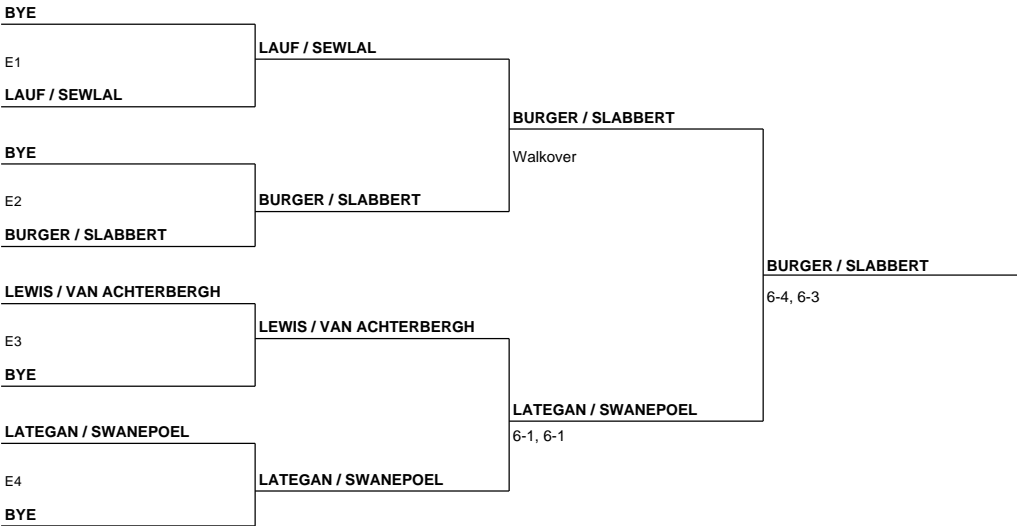 BYE
E1
LAUF / SEWLAL
BYE
E2
BURGER / SLABBERT
LEWIS / VAN ACHTERBERGH
E3
BYE
LATEGAN / SWANEPOEL
E4
BYE
LAUF / SEWLAL
BURGER / SLABBERT
LEWIS / VAN ACHTERBERGH
LATEGAN / SWANEPOEL
BURGER / SLABBERT
Walkover
LATEGAN / SWANEPOEL
6-1, 6-1
BURGER / SLABBERT
6-4, 6-3